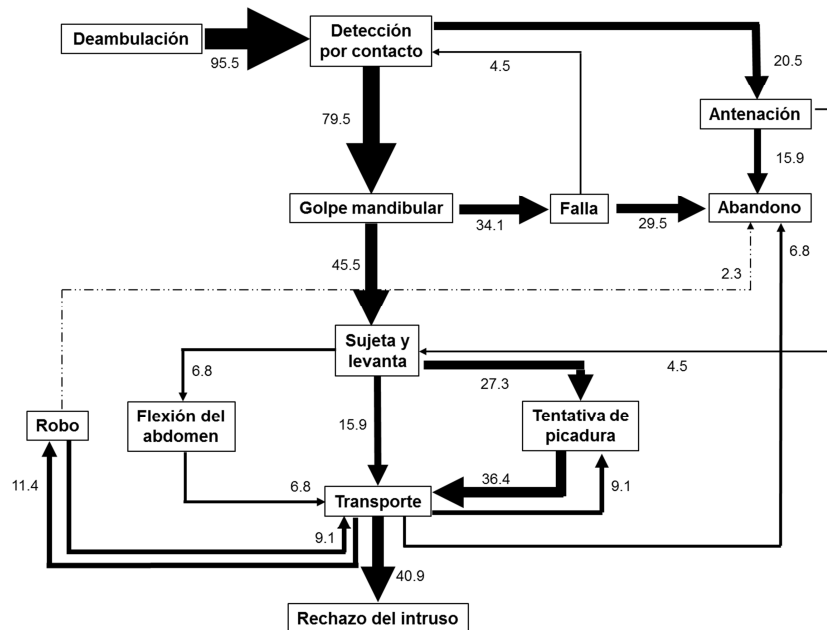 Deambulación
95.5
Detección
por contacto
4.5
20.5
79.5
Antenación
15.9
Golpe mandibular
34.1
Falla
29.5
Abandono
6.8
45.5
2.3
Sujeta y
levanta
4.5
6.8
27.3
Flexión del
abdomen
15.9
Tentativa de
picadura
Robo
11.4
6.8
36.4
9.1
Transporte
9.1
40.9
Rechazo del intruso